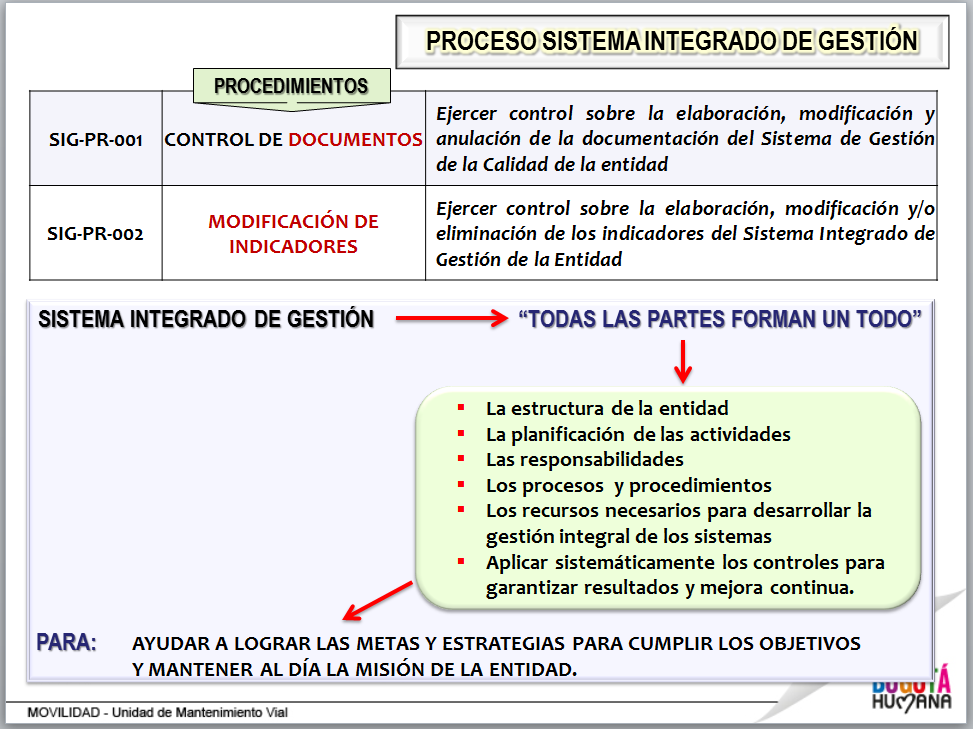 PROCESO SISTEMA INTEGRADO DE GESTIÓN
PROCEDIMIENTOS
SIG-PR-001
CONTROL DE DOCUMENTOS
Ejercer control sobre la elaboración, modificación y
anulación de la documentación del Sistema de Gestión
de la Calidad de la entidad
SIG-PR-002
MODIFICACIÓN DE
INDICADORES
Ejercer control sobre la elaboración, modificación y/o
eliminación de los indicadores del Sistema Integrado de
Gestión de la Entidad
SISTEMA INTEGRADO DE GESTIÓN
“TODAS LAS PARTES FORMAN UN TODO”
La estructura de la entidad
La planificación de las actividades
Las responsabilidades
Los procesos y procedimientos
Los recursos necesarios para desarrollar la
gestión integral de los sistemas
Aplicar sistemáticamente los controles para
garantizar resultados y mejora continua.
PARA:
AYUDAR A LOGRAR LAS METAS Y ESTRATEGIAS PARA CUMPLIR LOS OBJETIVOS
Y MANTENER AL DÍA LA MISIÓN DE LA ENTIDAD.
BOGOTÁ
HUMANA
MOVILIDAD - Unidad de Mantenimiento Vial